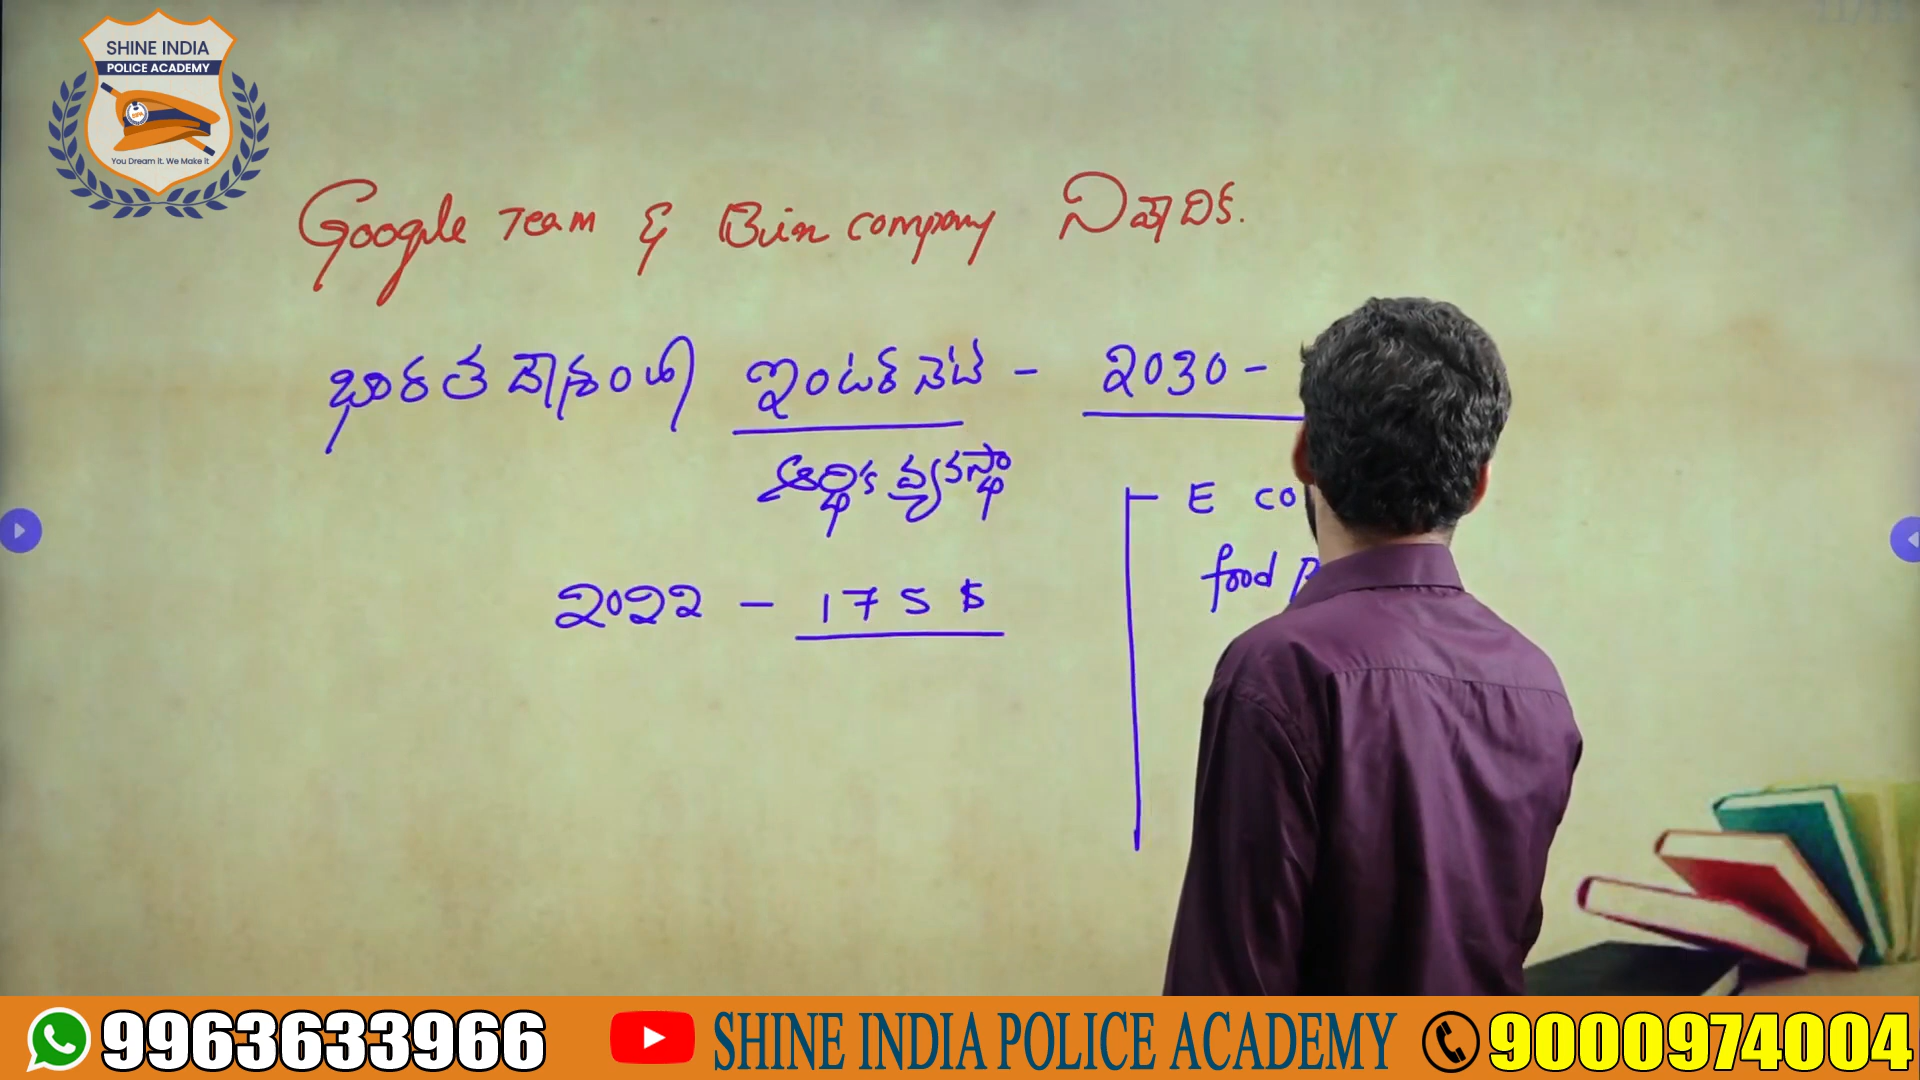 SHINE INDIA
POLICE ACADEMY
You Dream It. We Make It
Google Team & Bain company నివేదిక.
భారత దేశంలో ఇంటర్ నెట్ - 2030 -
ఆర్థిక వ్యవస్థ
E co
food
2022 - 175 $
9963633966 SHINE INDIA POLICE ACADEMY 9000974004